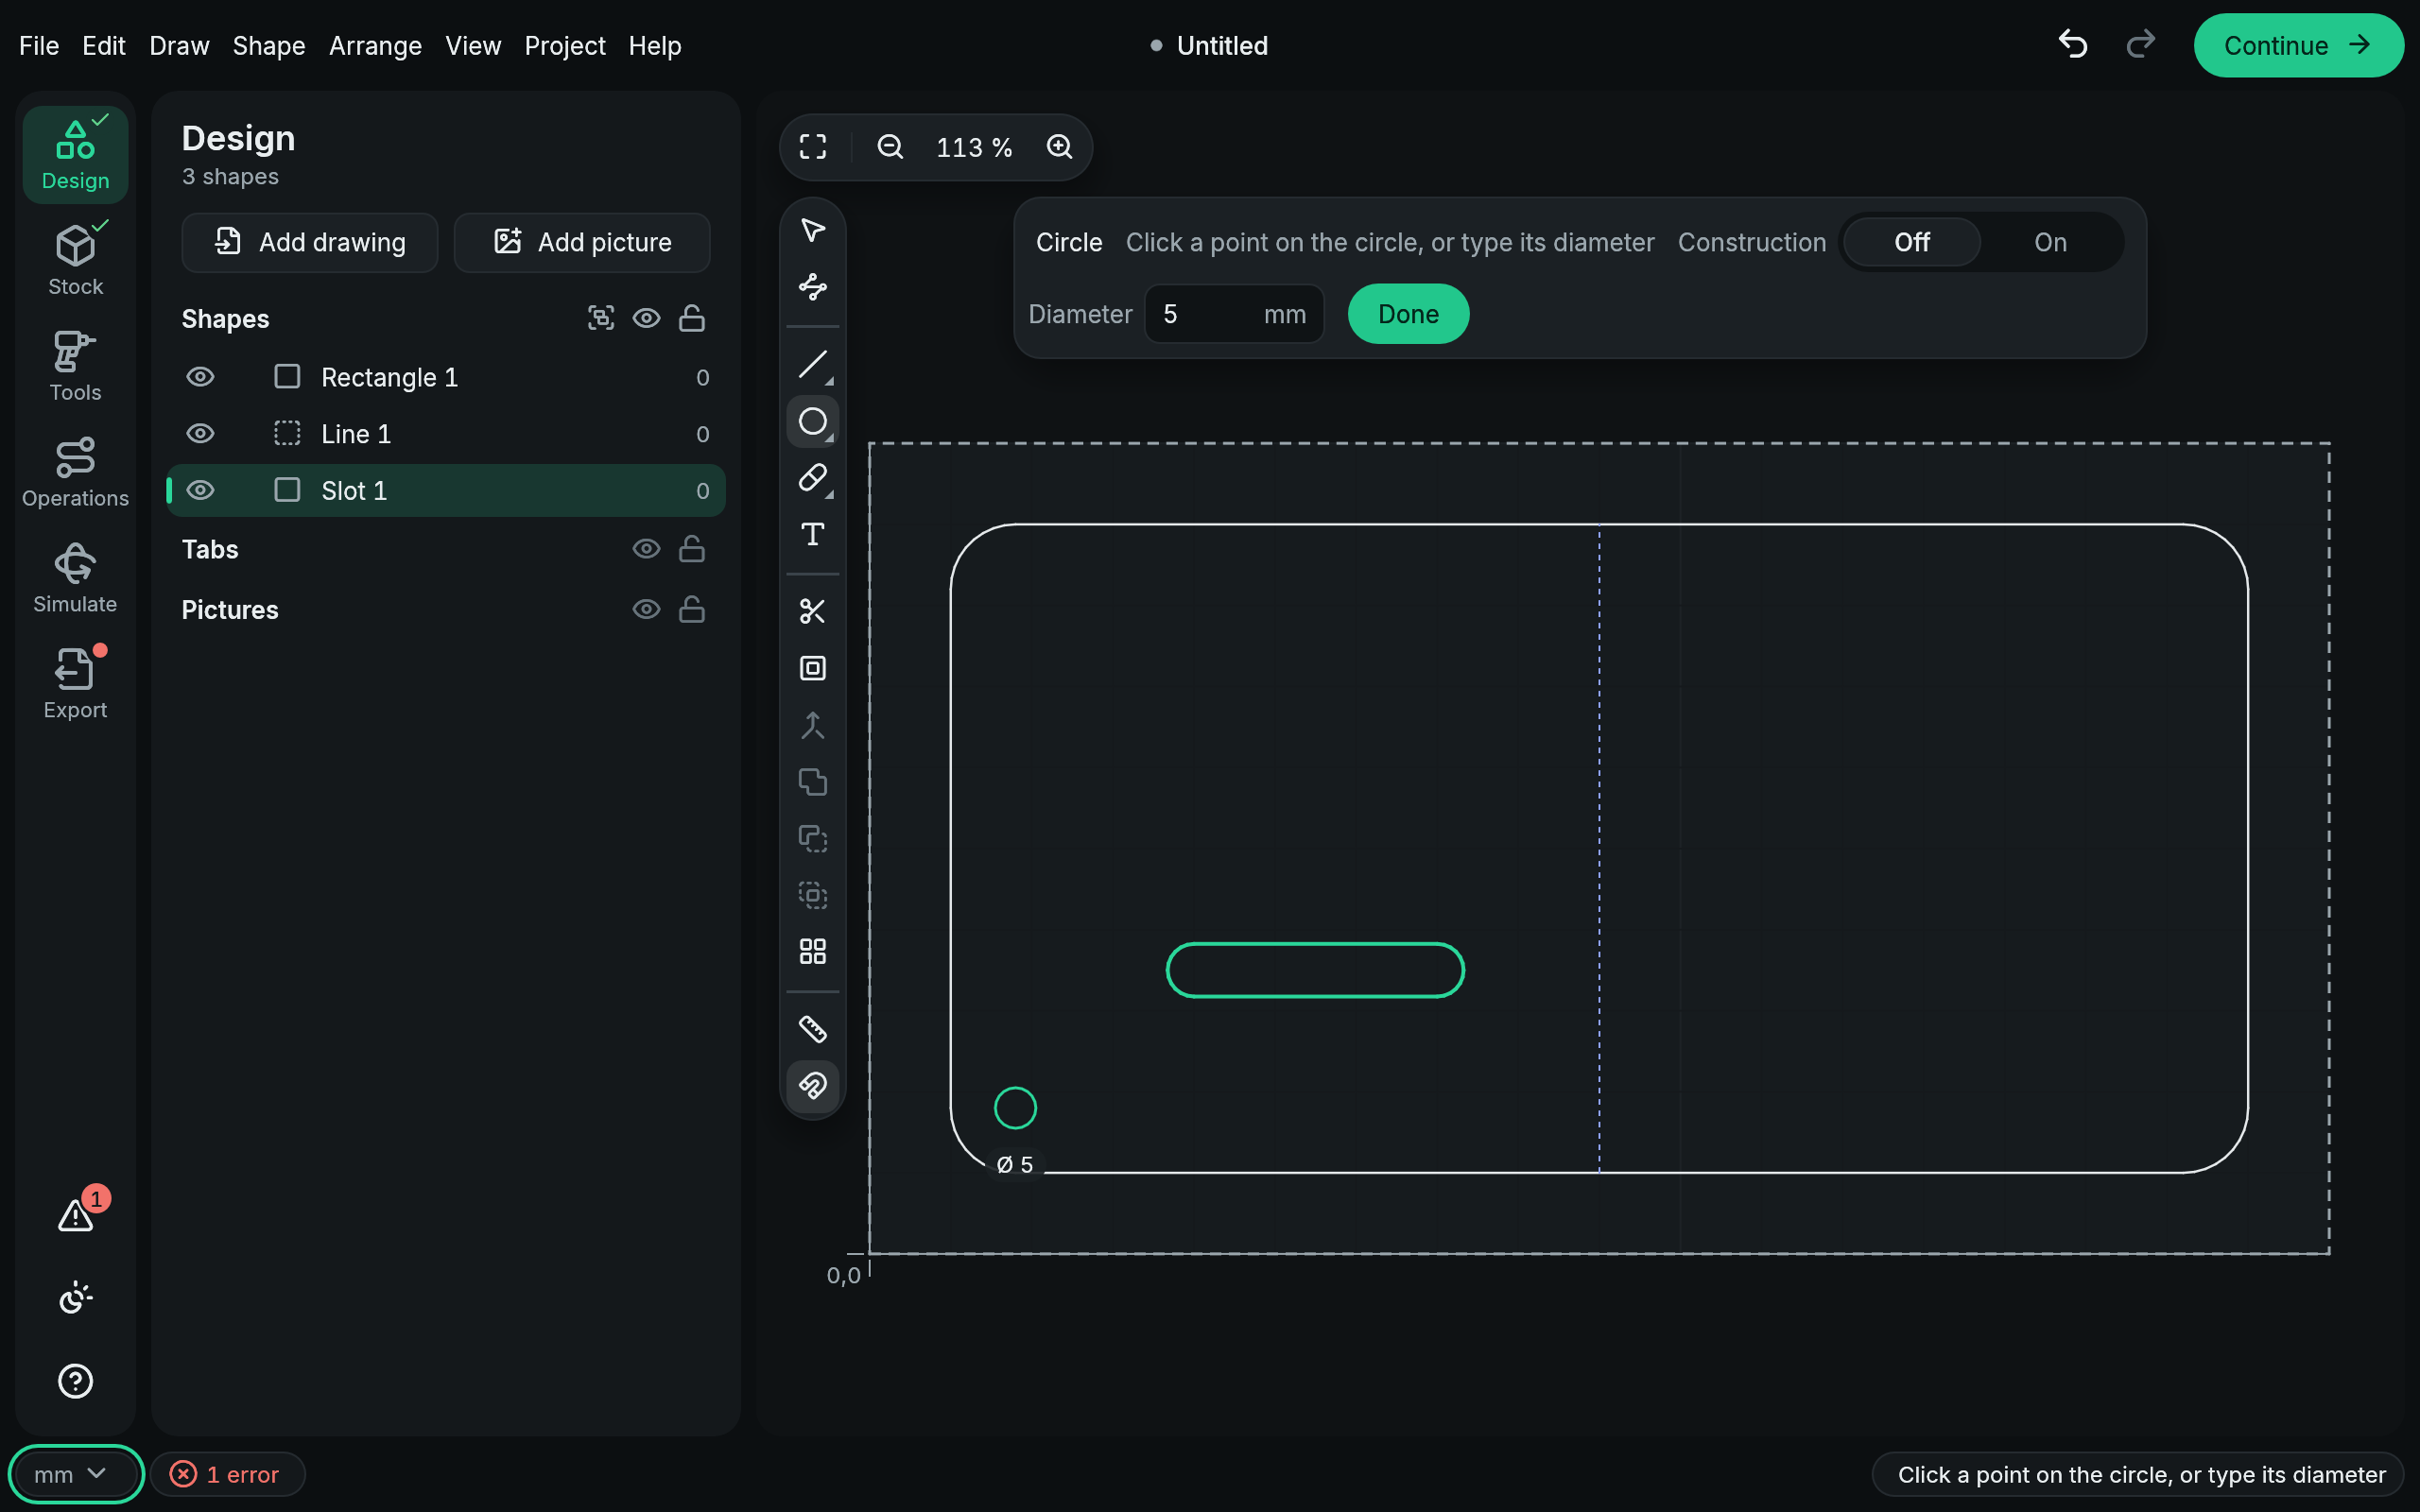 File Edit Draw Shape Arrange View Project Help
Untitled
Continue
Design
Stock
Tools
Operations
Simulate
Export
1
Design
3 shapes
Add drawing
Add picture
Shapes
Rectangle 1 0
Line 1 0
Slot 1 0
Tabs
Pictures
113 %
Circle Click a point on the circle, or type its diameter Construction Off On
Diameter 5 mm Done
Ø 5
0,0
mm
1 error
Click a point on the circle, or type its diameter